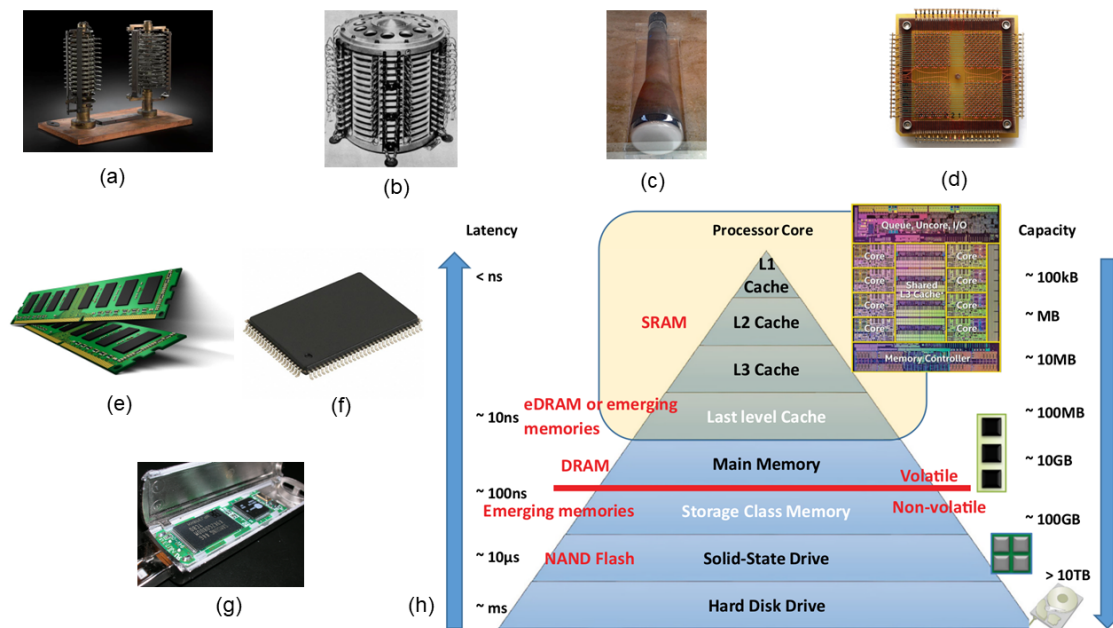 (a)
(b)
(c)
(d)
(e)
(f)
(g)
(h)
Latency
Processor Core
Capacity
Queue, Uncore, I/O
Core
Core
Core
Core
Core
Core
Core
Core
Shared
L3 Cache*
Memory Controller
< ns
L1
Cache
~ 100kB
SRAM
L2 Cache
~ MB
L3 Cache
~ 10MB
~ 10ns
eDRAM or emerging
memories
Last level Cache
~ 100MB
DRAM
Main Memory
Volatile
~ 10GB
~ 100ns
Emerging memories
Storage Class Memory
Non-volatile
~ 100GB
~ 10µs
NAND Flash
Solid-State Drive
> 10TB
~ ms
Hard Disk Drive